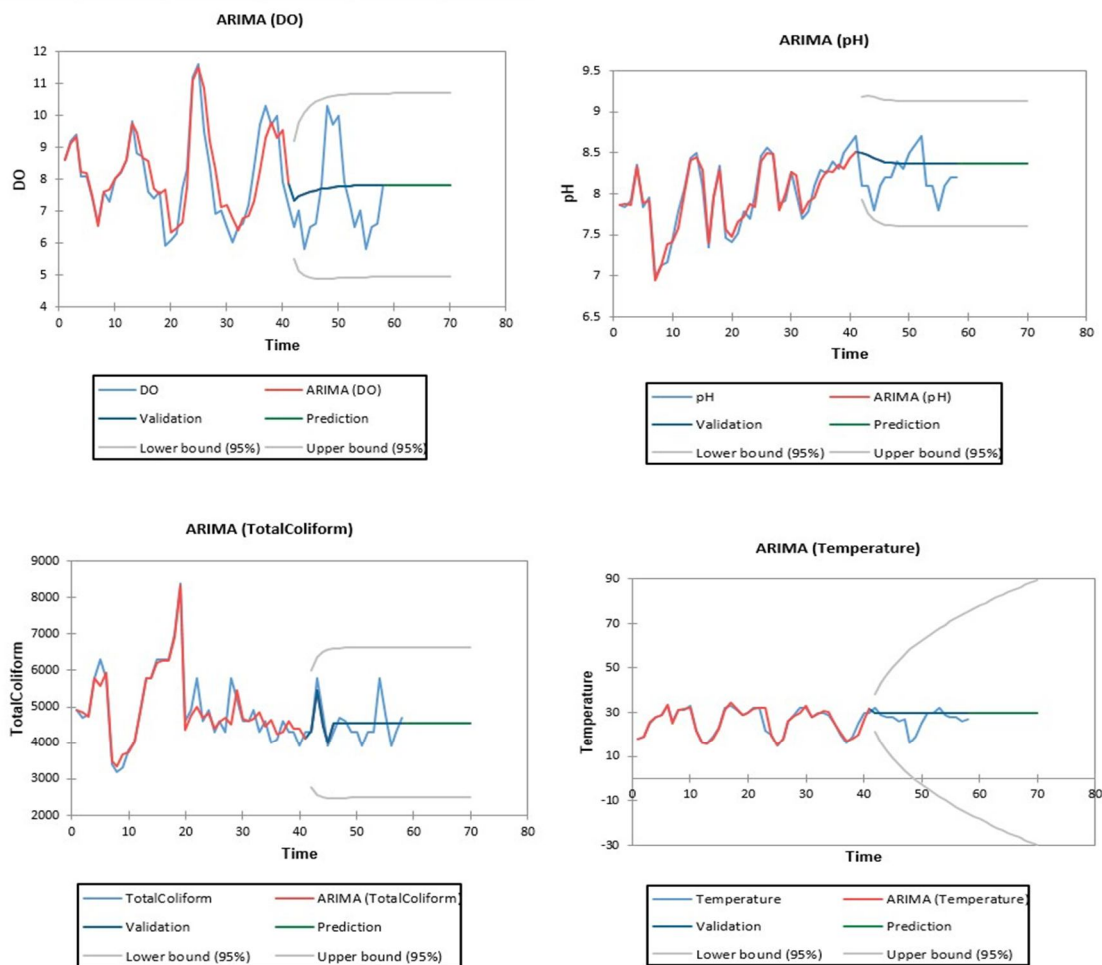 ARIMA (DO)
12
11
10
9
8
7
6
5
4
DO
0 10 20 30 40 50 60 70 80
Time
DO ARIMA (DO)
Validation Prediction
Lower bound (95%) Upper bound (95%)
ARIMA (pH)
9.5
9
8.5
8
7.5
7
6.5
pH
0 10 20 30 40 50 60 70 80
Time
pH ARIMA (pH)
Validation Prediction
Lower bound (95%) Upper bound (95%)
ARIMA (TotalColiform)
9000
8000
7000
6000
5000
4000
3000
2000
TotalColiform
0 10 20 30 40 50 60 70 80
Time
TotalColiform ARIMA (TotalColiform)
Validation Prediction
Lower bound (95%) Upper bound (95%)
ARIMA (Temperature)
90
70
50
30
10
-10
-30
Temperature
0 10 20 30 40 50 60 70 80
Time
Temperature ARIMA (Temperature)
Validation Prediction
Lower bound (95%) Upper bound (95%)